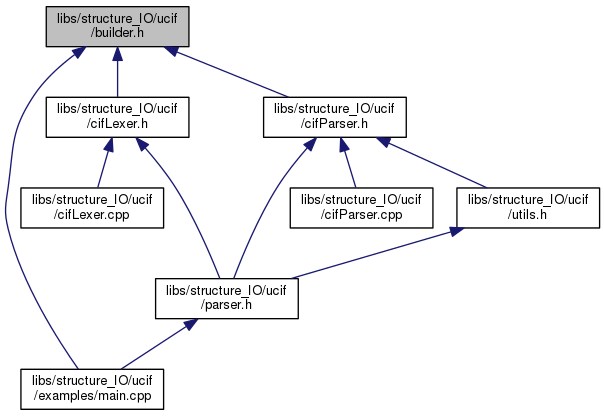 libs/structure_IO/ucif
/builder.h
libs/structure_IO/ucif
/cifLexer.h
libs/structure_IO/ucif
/cifParser.h
libs/structure_IO/ucif
/cifLexer.cpp
libs/structure_IO/ucif
/cifParser.cpp
libs/structure_IO/ucif
/utils.h
libs/structure_IO/ucif
/parser.h
libs/structure_IO/ucif
/examples/main.cpp